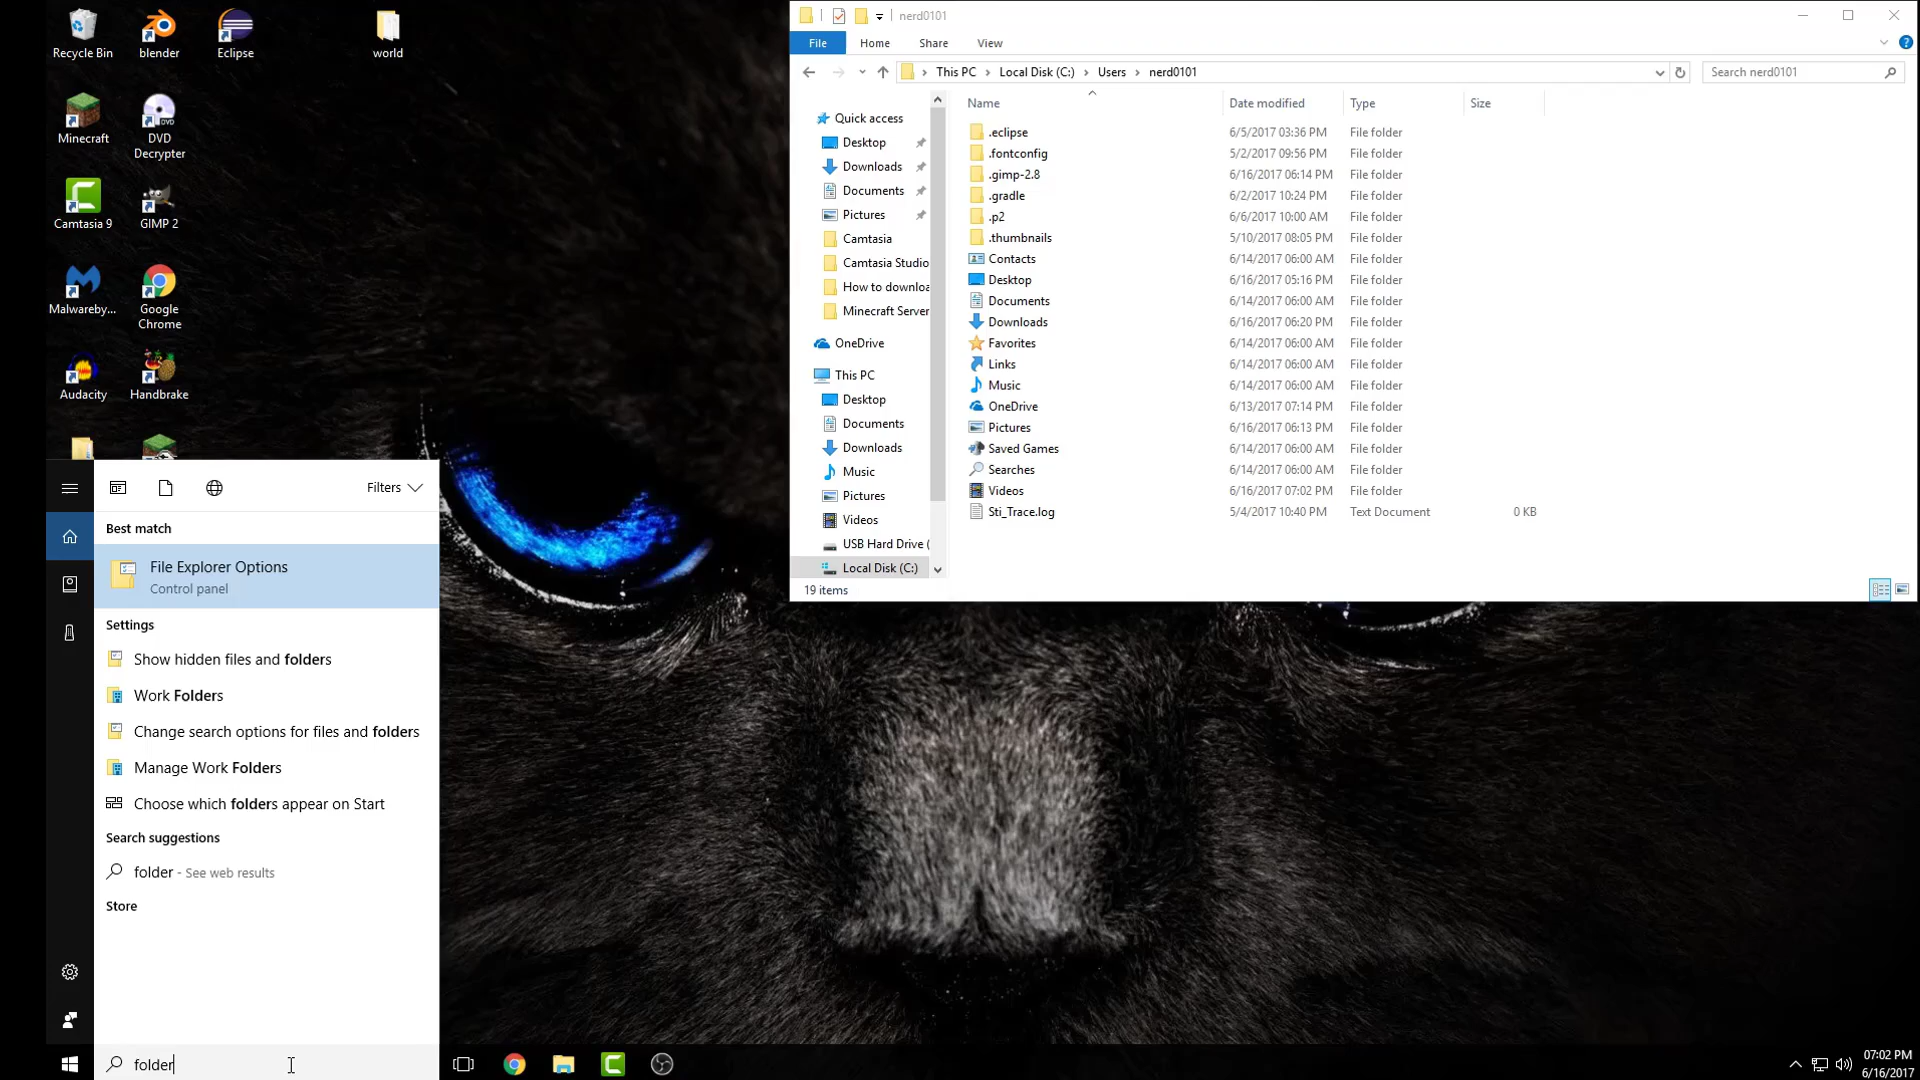 Recycle Bin
blender
Eclipse
world
Minecraft
DVD
Decrypter
Camtasia 9
GIMP 2
Malwareby...
Google
Chrome
Audacity
Handbrake
nerd0101
File
Home
Share
View
This PC
Local Disk (C:)
Users
nerd0101
Search nerd0101
Quick access
Desktop
Downloads
Documents
Pictures
Camtasia
Camtasia Studio
How to downloa
Minecraft Server
OneDrive
This PC
Desktop
Documents
Downloads
Music
Pictures
Videos
USB Hard Drive (
Local Disk (C:)
Name Date modified Type Size
.eclipse 6/5/2017 03:36 PM File folder
.fontconfig 5/2/2017 09:56 PM File folder
.gimp-2.8 6/16/2017 06:14 PM File folder
.gradle 6/2/2017 10:24 PM File folder
.p2 6/6/2017 10:00 AM File folder
.thumbnails 5/10/2017 08:05 PM File folder
Contacts 6/14/2017 06:00 AM File folder
Desktop 6/16/2017 05:16 PM File folder
Documents 6/14/2017 06:00 AM File folder
Downloads 6/16/2017 06:20 PM File folder
Favorites 6/14/2017 06:00 AM File folder
Links 6/14/2017 06:00 AM File folder
Music 6/14/2017 06:00 AM File folder
OneDrive 6/13/2017 07:14 PM File folder
Pictures 6/16/2017 06:13 PM File folder
Saved Games 6/14/2017 06:00 AM File folder
Searches 6/14/2017 06:00 AM File folder
Videos 6/16/2017 07:02 PM File folder
Sti_Trace.log 5/4/2017 10:40 PM Text Document 0 KB
19 items
Filters
Best match
File Explorer Options
Control panel
Settings
Show hidden files and folders
Work Folders
Change search options for files and folders
Manage Work Folders
Choose which folders appear on Start
Search suggestions
folder - See web results
Store
folder
07:02 PM
6/16/2017